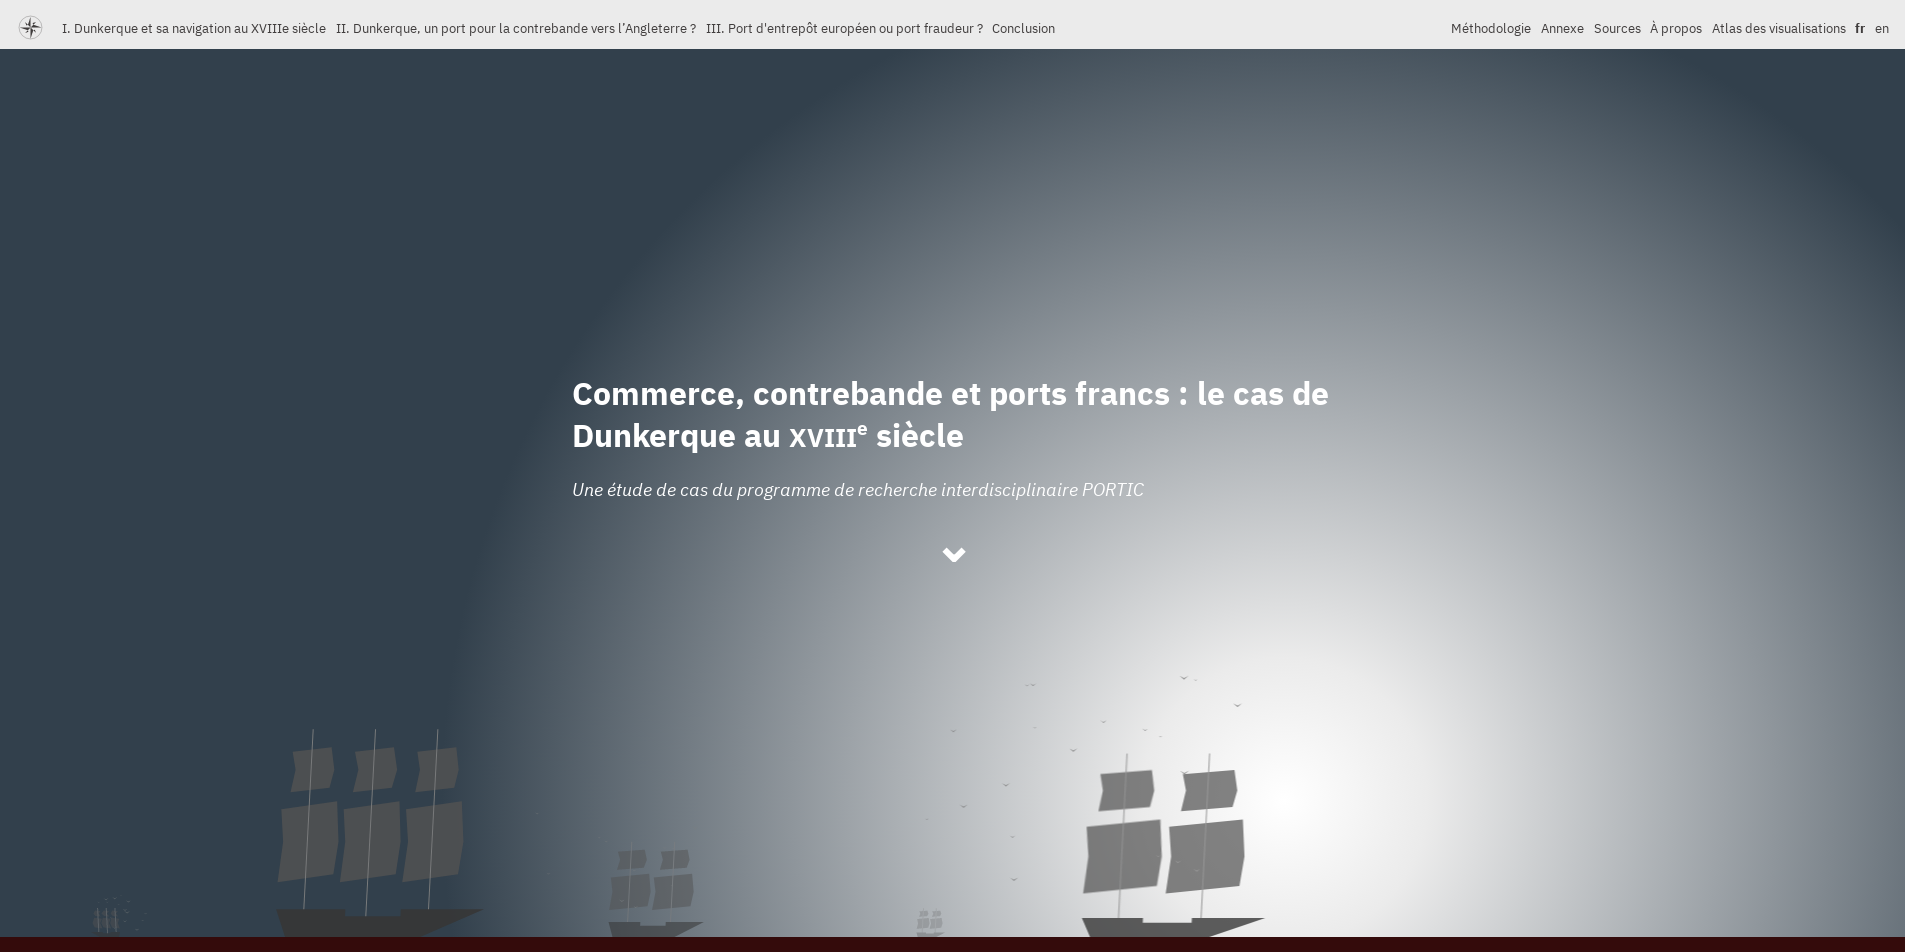 I. Dunkerque et sa navigation au XVIIIe siècle II. Dunkerque, un port pour la contrebande vers l’Angleterre ? III. Port d'entrepôt européen ou port fraudeur ? Conclusion Méthodologie Annexe Sources À propos Atlas des visualisations fr en
Commerce, contrebande et ports francs : le cas de
Dunkerque au XVIIIe siècle
Une étude de cas du programme de recherche interdisciplinaire PORTIC